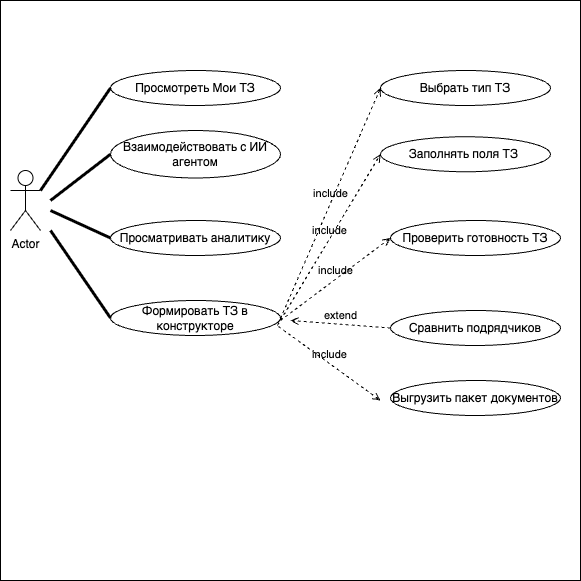 Просмотреть Мои ТЗ
Выбрать тип ТЗ
Взаимодействовать с ИИ
агентом
Заполнять поля ТЗ
include
include
Actor
Просматривать аналитику
Проверить готовность ТЗ
include
Формировать ТЗ в
конструкторе
extend
Сравнить подрядчиков
include
Выгрузить пакет документов